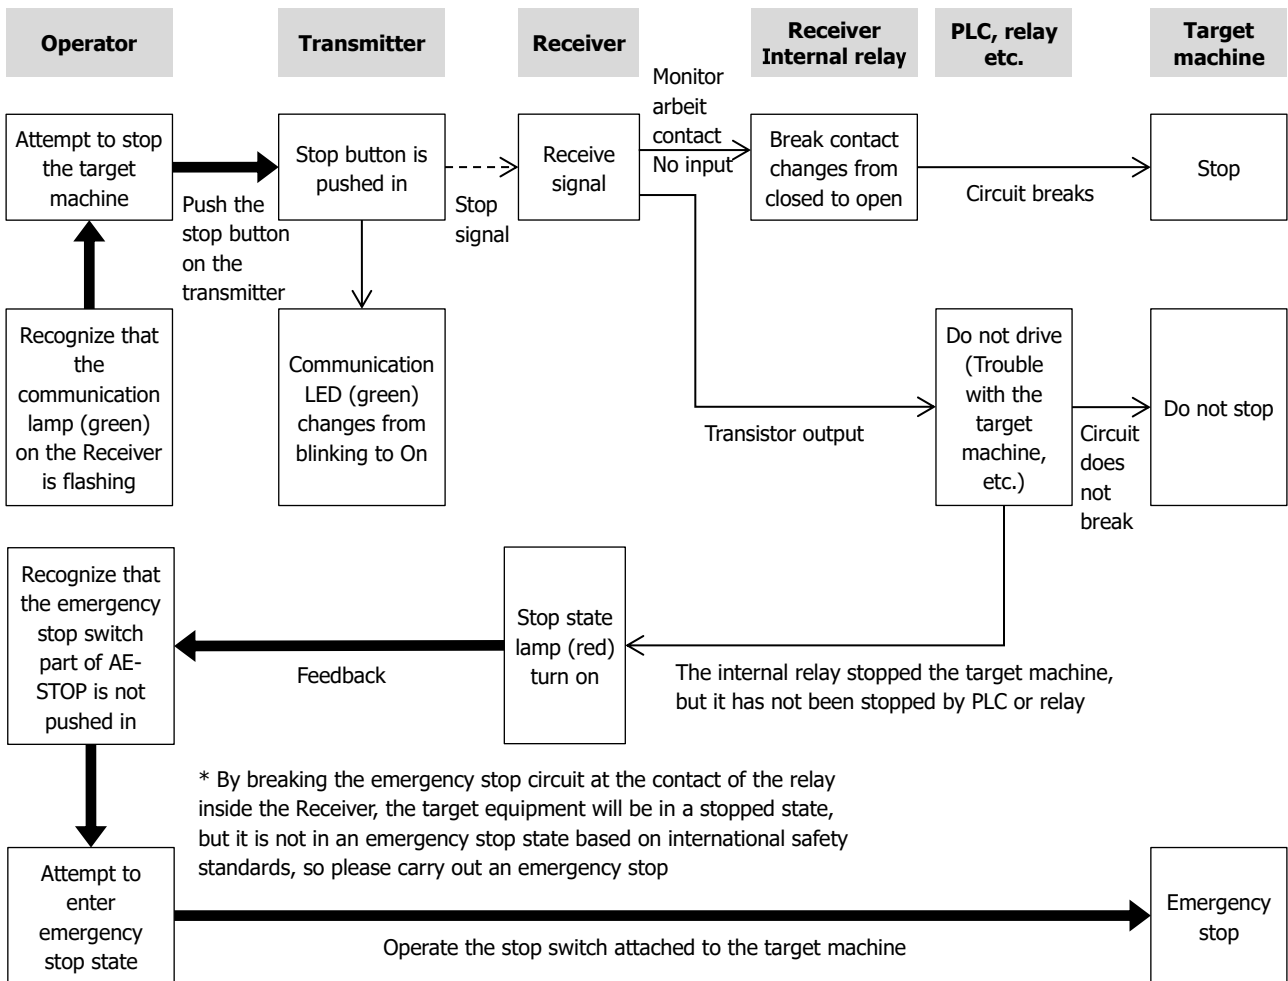 Operator
Transmitter
Receiver
Receiver
Internal relay
PLC, relay
etc.
Target
machine
Attempt to stop
the target
machine
Push the
stop button
on the
transmitter
Stop button is
pushed in
Stop
signal
Receive
signal
Monitor
arbeit
contact
No input
Break contact
changes from
closed to open
Circuit breaks
Stop
Recognize that
the
communication
lamp (green)
on the Receiver
is flashing
Communication
LED (green)
changes from
blinking to On
Transistor output
Do not drive
(Trouble
with the
target
machine,
etc.)
Circuit
does
not
break
Do not stop
Recognize that
the emergency
stop switch
part of AE-
STOP is not
pushed in
Feedback
Stop state
lamp (red)
turn on
The internal relay stopped the target machine,
but it has not been stopped by PLC or relay
* By breaking the emergency stop circuit at the contact of the relay
inside the Receiver, the target equipment will be in a stopped state,
but it is not in an emergency stop state based on international safety
standards, so please carry out an emergency stop
Attempt to
enter
emergency
stop state
Operate the stop switch attached to the target machine
Emergency
stop